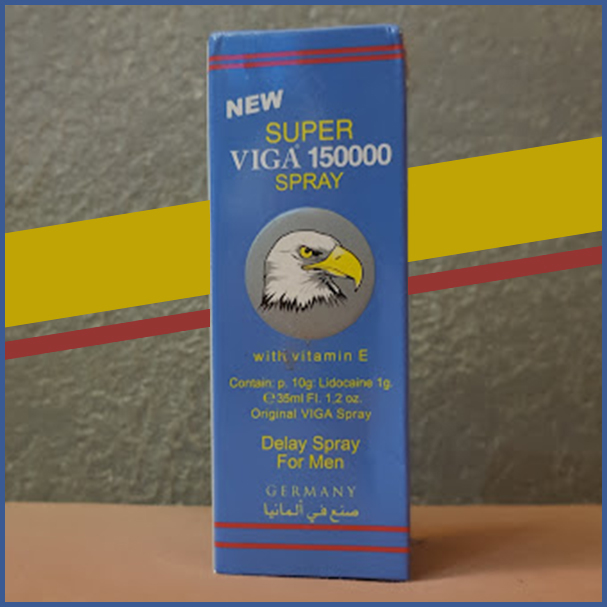 NEW
SUPER
VIGA® 150000
SPRAY
with vitamin E
Contain: p. 10g: Lidocaine 1g.
℮ 35ml Fl. 1,2 oz.
Original VIGA Spray
Delay Spray
For Men
GERMANY
صنع في ألمانيا